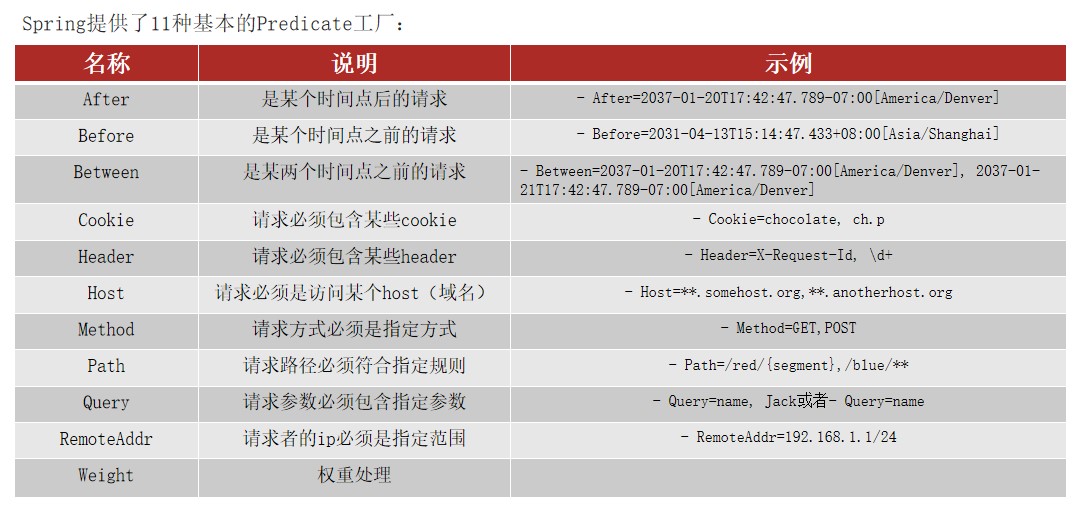 Spring提供了11种基本的Predicate工厂：
名称 说明 示例
After 是某个时间点后的请求 - After=2037-01-20T17:42:47.789-07:00[America/Denver]
Before 是某个时间点之前的请求 - Before=2031-04-13T15:14:47.433+08:00[Asia/Shanghai]
Between 是某两个时间点之前的请求 - Between=2037-01-20T17:42:47.789-07:00[America/Denver], 2037-01-
21T17:42:47.789-07:00[America/Denver]
Cookie 请求必须包含某些cookie - Cookie=chocolate, ch.p
Header 请求必须包含某些header - Header=X-Request-Id, \d+
Host 请求必须是访问某个host（域名） - Host=**.somehost.org,**.anotherhost.org
Method 请求方式必须是指定方式 - Method=GET,POST
Path 请求路径必须符合指定规则 - Path=/red/{segment},/blue/**
Query 请求参数必须包含指定参数 - Query=name, Jack或者- Query=name
RemoteAddr 请求者的ip必须是指定范围 - RemoteAddr=192.168.1.1/24
Weight 权重处理